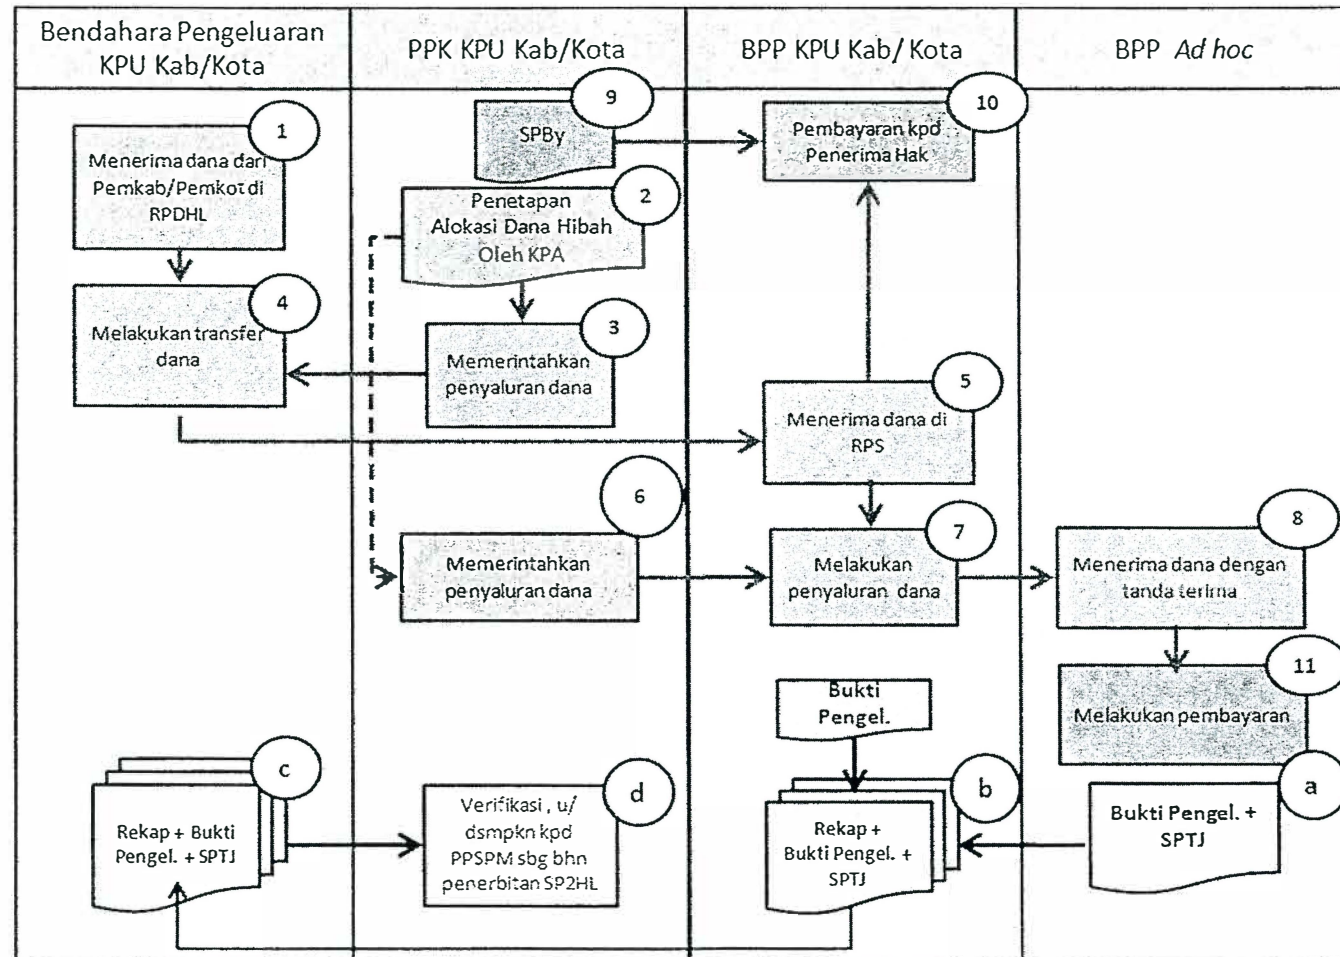 Bendahara Pengeluaran
KPU Kab/Kota
PPK KPU Kab/Kota
BPP KPU Kab/Kota
BPP Ad hoc
1
Menerima dana dari
Pemkab/Pemkot di
RPDHL
9
SPBy
10
Pembayaran kpd
Penerima Hak
2
Penetapan
Alokasi Dana Hibah
Oleh KPA
4
Melakukan transfer
dana
3
Memerintahkan
penyaluran dana
5
Menerima dana di
RPS
6
Memerintahkan
penyaluran dana
7
Melakukan
penyaluran dana
8
Menerima dana dengan
tanda terima
11
Melakukan pembayaran
Bukti
Pengel.
c
Rekap + Bukti
Pengel. + SPTJ
d
Verifikasi , u/
dsmpkn kpd
PPSPM sbg bhn
penerbitan SP2HL
b
Rekap +
Bukti Pengel. +
SPTJ
a
Bukti Pengel. +
SPTJ